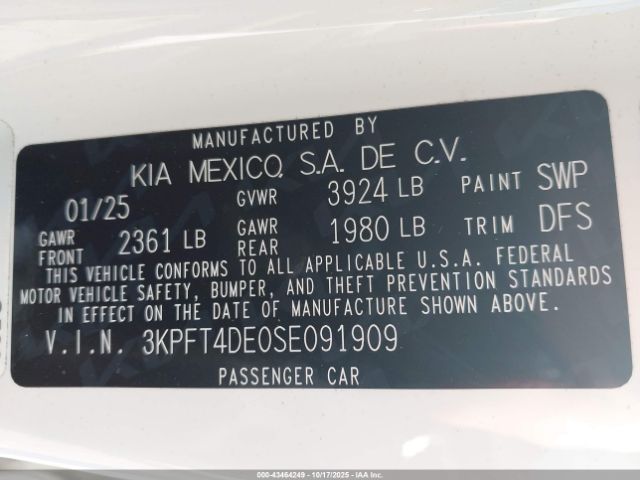 MANUFACTURED BY
KIA MEXICO, S.A. DE C.V.
01/25 GVWR 3924 LB PAINT SWP
GAWR FRONT 2361 LB GAWR REAR 1980 LB TRIM DFS
THIS VEHICLE CONFORMS TO ALL APPLICABLE U.S.A. FEDERAL
MOTOR VEHICLE SAFETY, BUMPER, AND THEFT PREVENTION STANDARDS
IN EFFECT ON THE DATE OF MANUFACTURE SHOWN ABOVE.
V.I.N. 3KPFT4DE0SE091909
PASSENGER CAR
000-43464249 - 10/17/2025 - IAA, Inc.